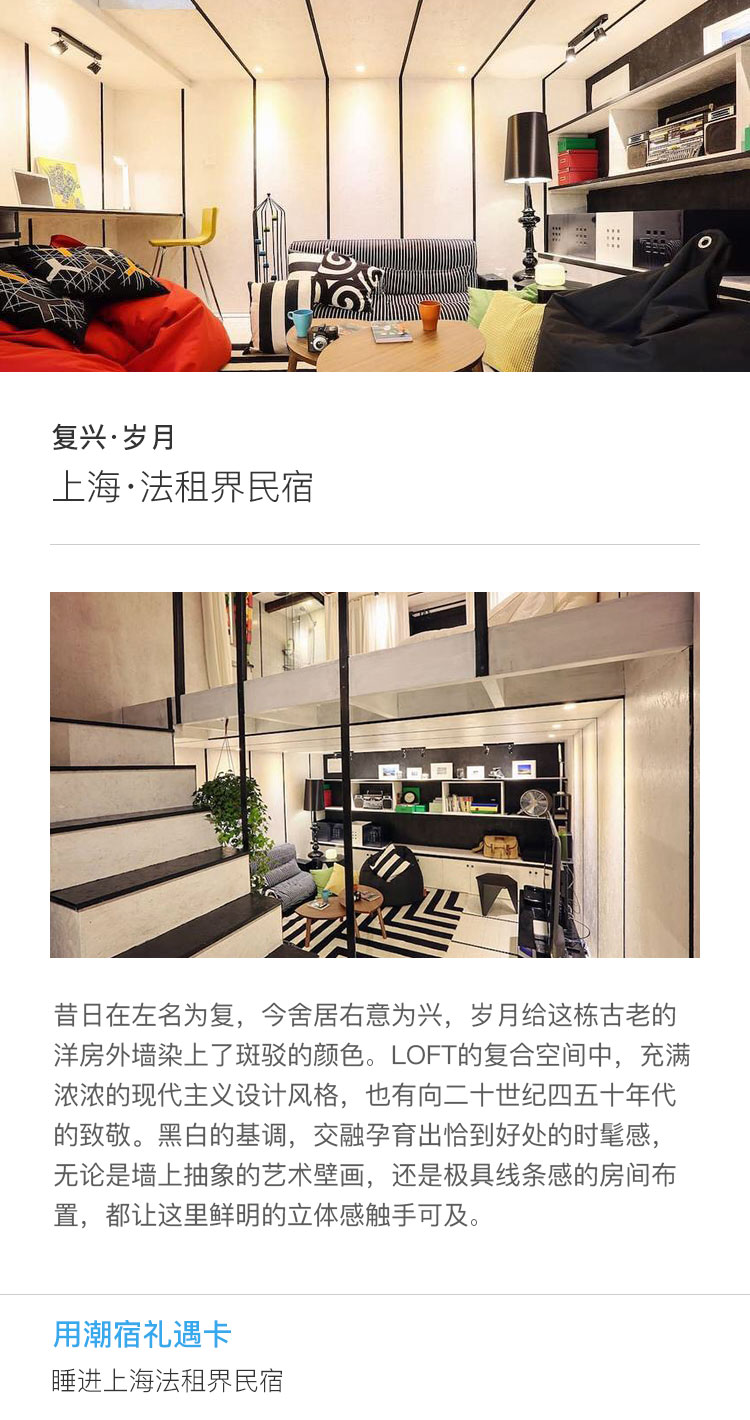 复兴·岁月
上海·法租界民宿
昔日在左名为复，今舍居右意为兴，岁月给这栋古老的
洋房外墙染上了斑驳的颜色。LOFT的复合空间中，充满
浓浓的现代主义设计风格，也有向二十世纪四五十年代
的致敬。黑白的基调，交融孕育出恰到好处的时髦感，
无论是墙上抽象的艺术壁画，还是极具线条感的房间布
置，都让这里鲜明的立体感触手可及。
用潮宿礼遇卡
睡进上海法租界民宿